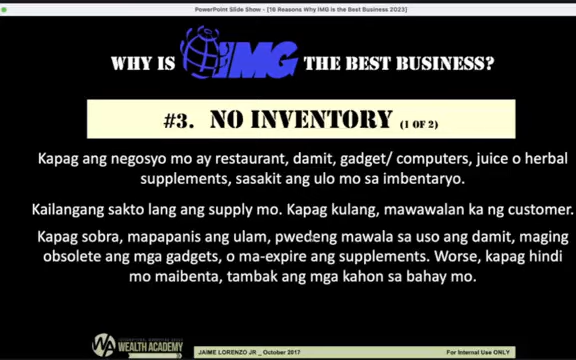 PowerPoint Slide Show - [16 Reasons Why IMG is the Best Business 2023]
WHY IS IMG THE BEST BUSINESS?
#3. NO INVENTORY (1 OF 2)
Kapag ang negosyo mo ay restaurant, damit, gadget/ computers, juice o herbal
supplements, sasakit ang ulo mo sa imbentaryo.
Kailangang sakto lang ang supply mo. Kapag kulang, mawawalan ka ng customer.
Kapag sobra, mapapanis ang ulam, pwedeng mawala sa uso ang damit, maging
obsolete ang mga gadgets, o ma-expire ang supplements. Worse, kapag hindi
mo maibenta, tambak ang mga kahon sa bahay mo.
WA
WEALTH ACADEMY
JAIME LORENZO JR _ October 2017
For Internal Use ONLY